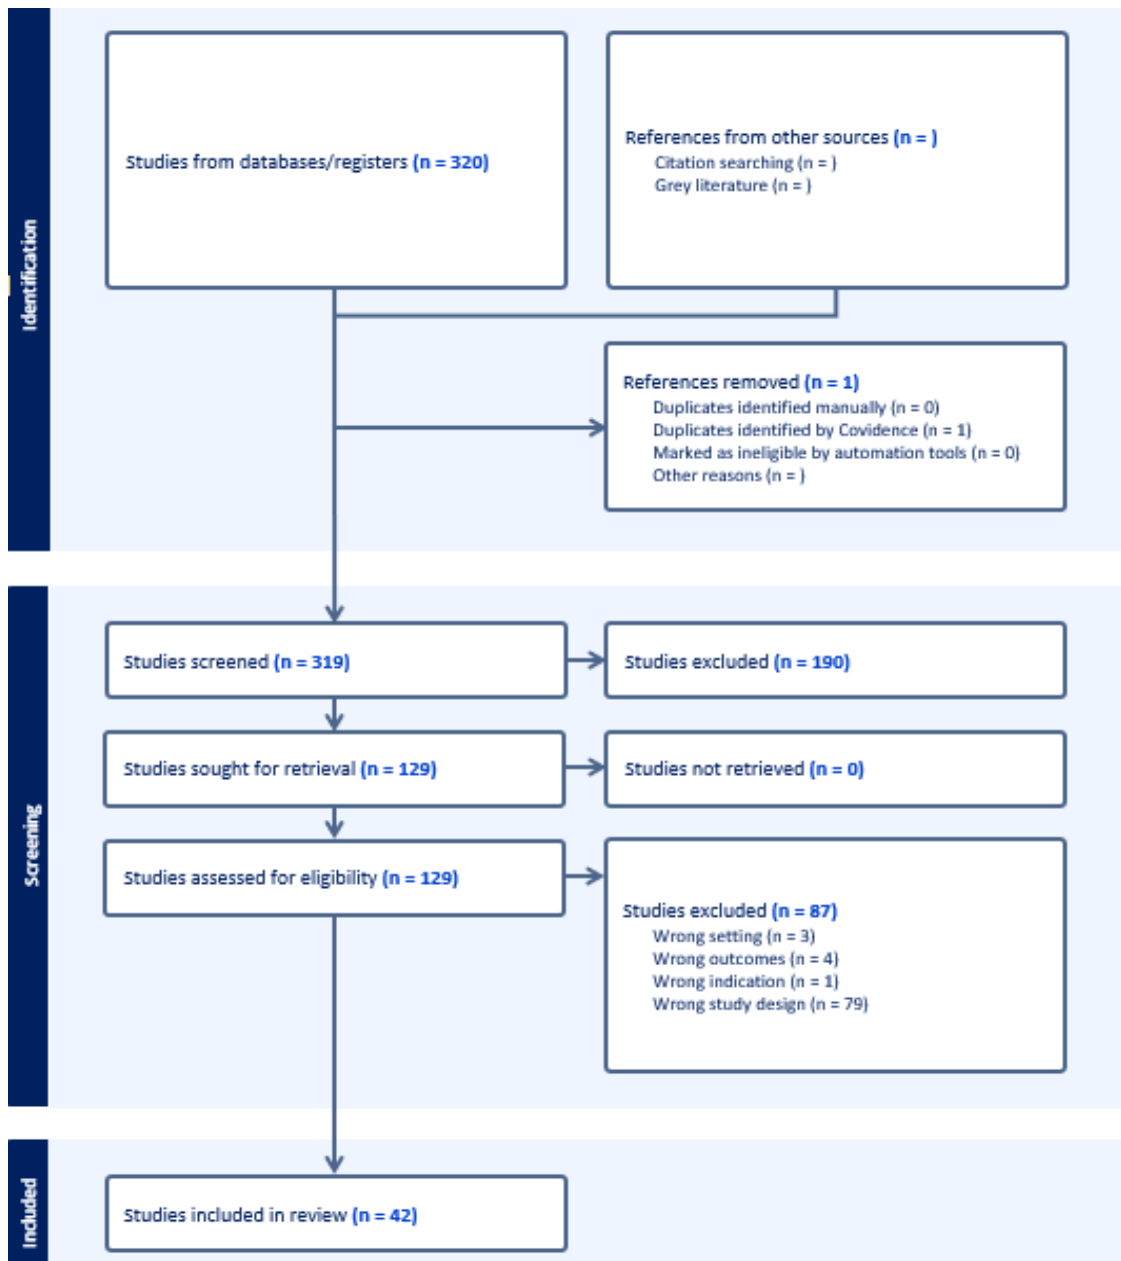 Identification
Studies from databases/registers (n = 320)
References from other sources (n = )
Citation searching (n = )
Grey literature (n = )
References removed (n = 1)
Duplicates identified manually (n = 0)
Duplicates identified by Covidence (n = 1)
Marked as ineligible by automation tools (n = 0)
Other reasons (n = )
Screening
Studies screened (n = 319)
Studies excluded (n = 190)
Studies sought for retrieval (n = 129)
Studies not retrieved (n = 0)
Studies assessed for eligibility (n = 129)
Studies excluded (n = 87)
Wrong setting (n = 3)
Wrong outcomes (n = 4)
Wrong indication (n = 1)
Wrong study design (n = 79)
Included
Studies included in review (n = 42)